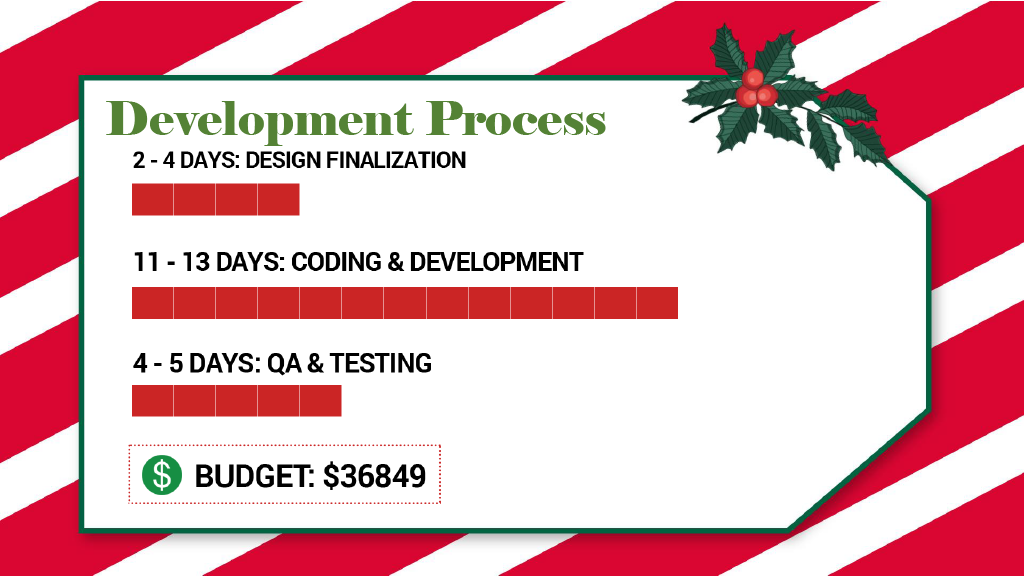 Development Process
2 - 4 DAYS: DESIGN FINALIZATION
11 - 13 DAYS: CODING & DEVELOPMENT
4 - 5 DAYS: QA & TESTING
$ BUDGET: $36849